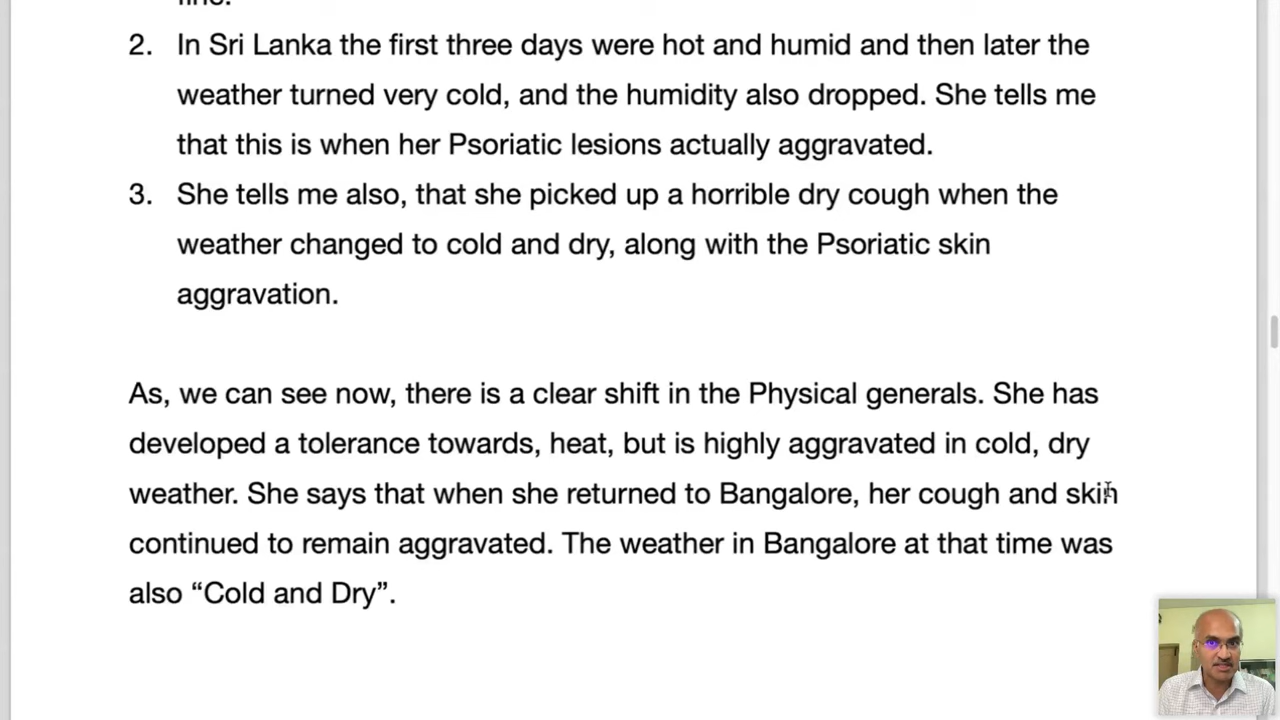 2. In Sri Lanka the first three days were hot and humid and then later the
weather turned very cold, and the humidity also dropped. She tells me
that this is when her Psoriatic lesions actually aggravated.
3. She tells me also, that she picked up a horrible dry cough when the
weather changed to cold and dry, along with the Psoriatic skin
aggravation.
As, we can see now, there is a clear shift in the Physical generals. She has
developed a tolerance towards, heat, but is highly aggravated in cold, dry
weather. She says that when she returned to Bangalore, her cough and skin
continued to remain aggravated. The weather in Bangalore at that time was
also “Cold and Dry”.